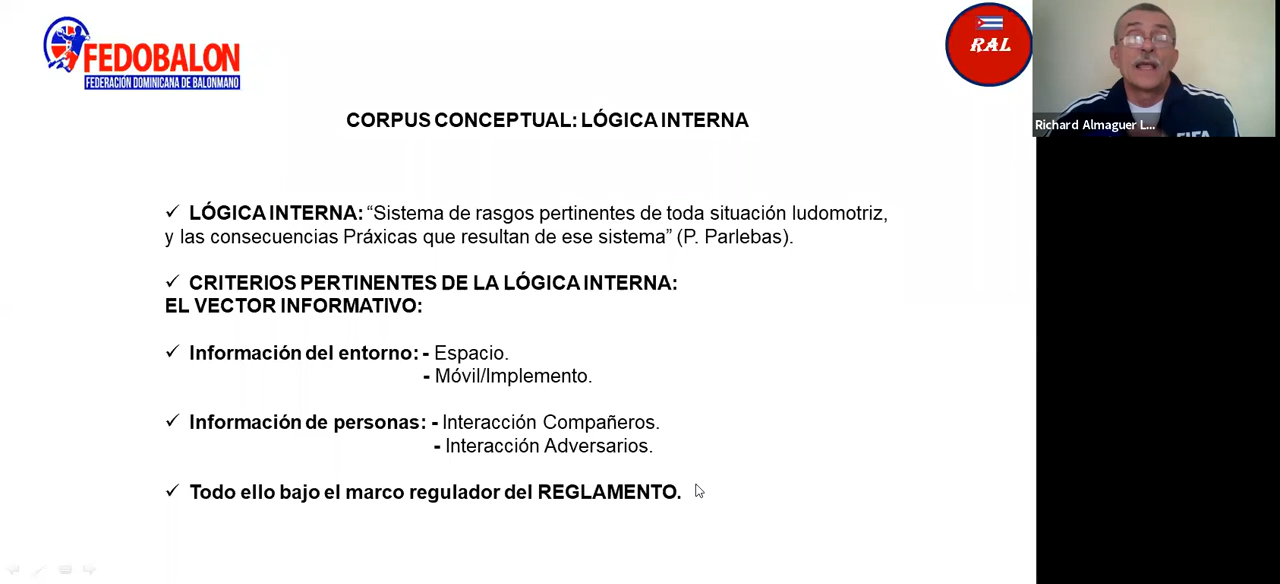 FEDOBALON
FEDERACIÓN DOMINICANA DE BALONMANO
RAL
Richard Almaguer L...
FIFA
CORPUS CONCEPTUAL: LÓGICA INTERNA
✓ LÓGICA INTERNA: “Sistema de rasgos pertinentes de toda situación ludomotriz,
y las consecuencias Práxicas que resultan de ese sistema” (P. Parlebas).
✓ CRITERIOS PERTINENTES DE LA LÓGICA INTERNA:
EL VECTOR INFORMATIVO:
✓ Información del entorno: - Espacio.
- Móvil/Implemento.
✓ Información de personas: - Interacción Compañeros.
- Interacción Adversarios.
✓ Todo ello bajo el marco regulador del REGLAMENTO.